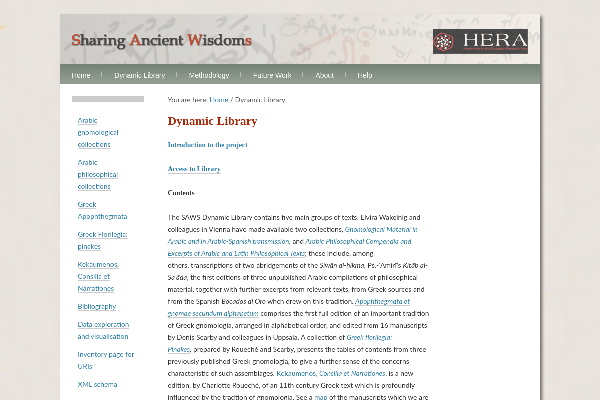 Sharing Ancient Wisdoms
HERA
Home
Dynamic Library
Methodology
Future Work
About
Help
You are here: Home / Dynamic Library
Arabic
gnomological
collections
Arabic
philosophical
collections
Greek
Apophthegmata
Greek Florilegia:
pinakes
Kekaumenos,
Consilia et
Narrationes
Bibliography
Data exploration
and visualisation
Inventory page for
URIs
XML schema
Dynamic Library
Introduction to the project
Access to Library
Contents
The SAWS Dynamic Library contains five main groups of texts. Elvira Wakelnig and
colleagues in Vienna have made available two collections, Gnomological Material in
Arabic and in Arabic-Spanish transmission, and Arabic Philosophical Compendia and
Excerpts of Arabic and Latin Philosophical Texts; these include, among
others, transcriptions of two abridgements of the Ṣiwān al-ḥikma, Ps.-ʿĀmirī's Kitāb al-
Saʿāda, the first editions of three unpublished Arabic compilations of philosophical
material, together with further excerpts from relevant texts, from Greek sources and
from the Spanish Bocados di Oro which drew on this tradition. Apophthegmata et
gnomae secundum alphabetum comprises the first full edition of an important tradition
of Greek gnomologia, arranged in alphabetical order, and edited from 16 manuscripts
by Denis Searby and colleagues in Uppsala. A collection of Greek florilegia:
Pinakes, prepared by Roueché and Searby, presents the tables of contents from three
previously published Greek gnomologia, to give a further sense of the concerns
characteristic of such assemblages. Kekaumenos, Consilia et Narrationes, is a new
edition, by Charlotte Roueché, of an 11th century Greek text which is profoundly
influenced by the tradition of gnomologia. See a map of the manuscripts which we are